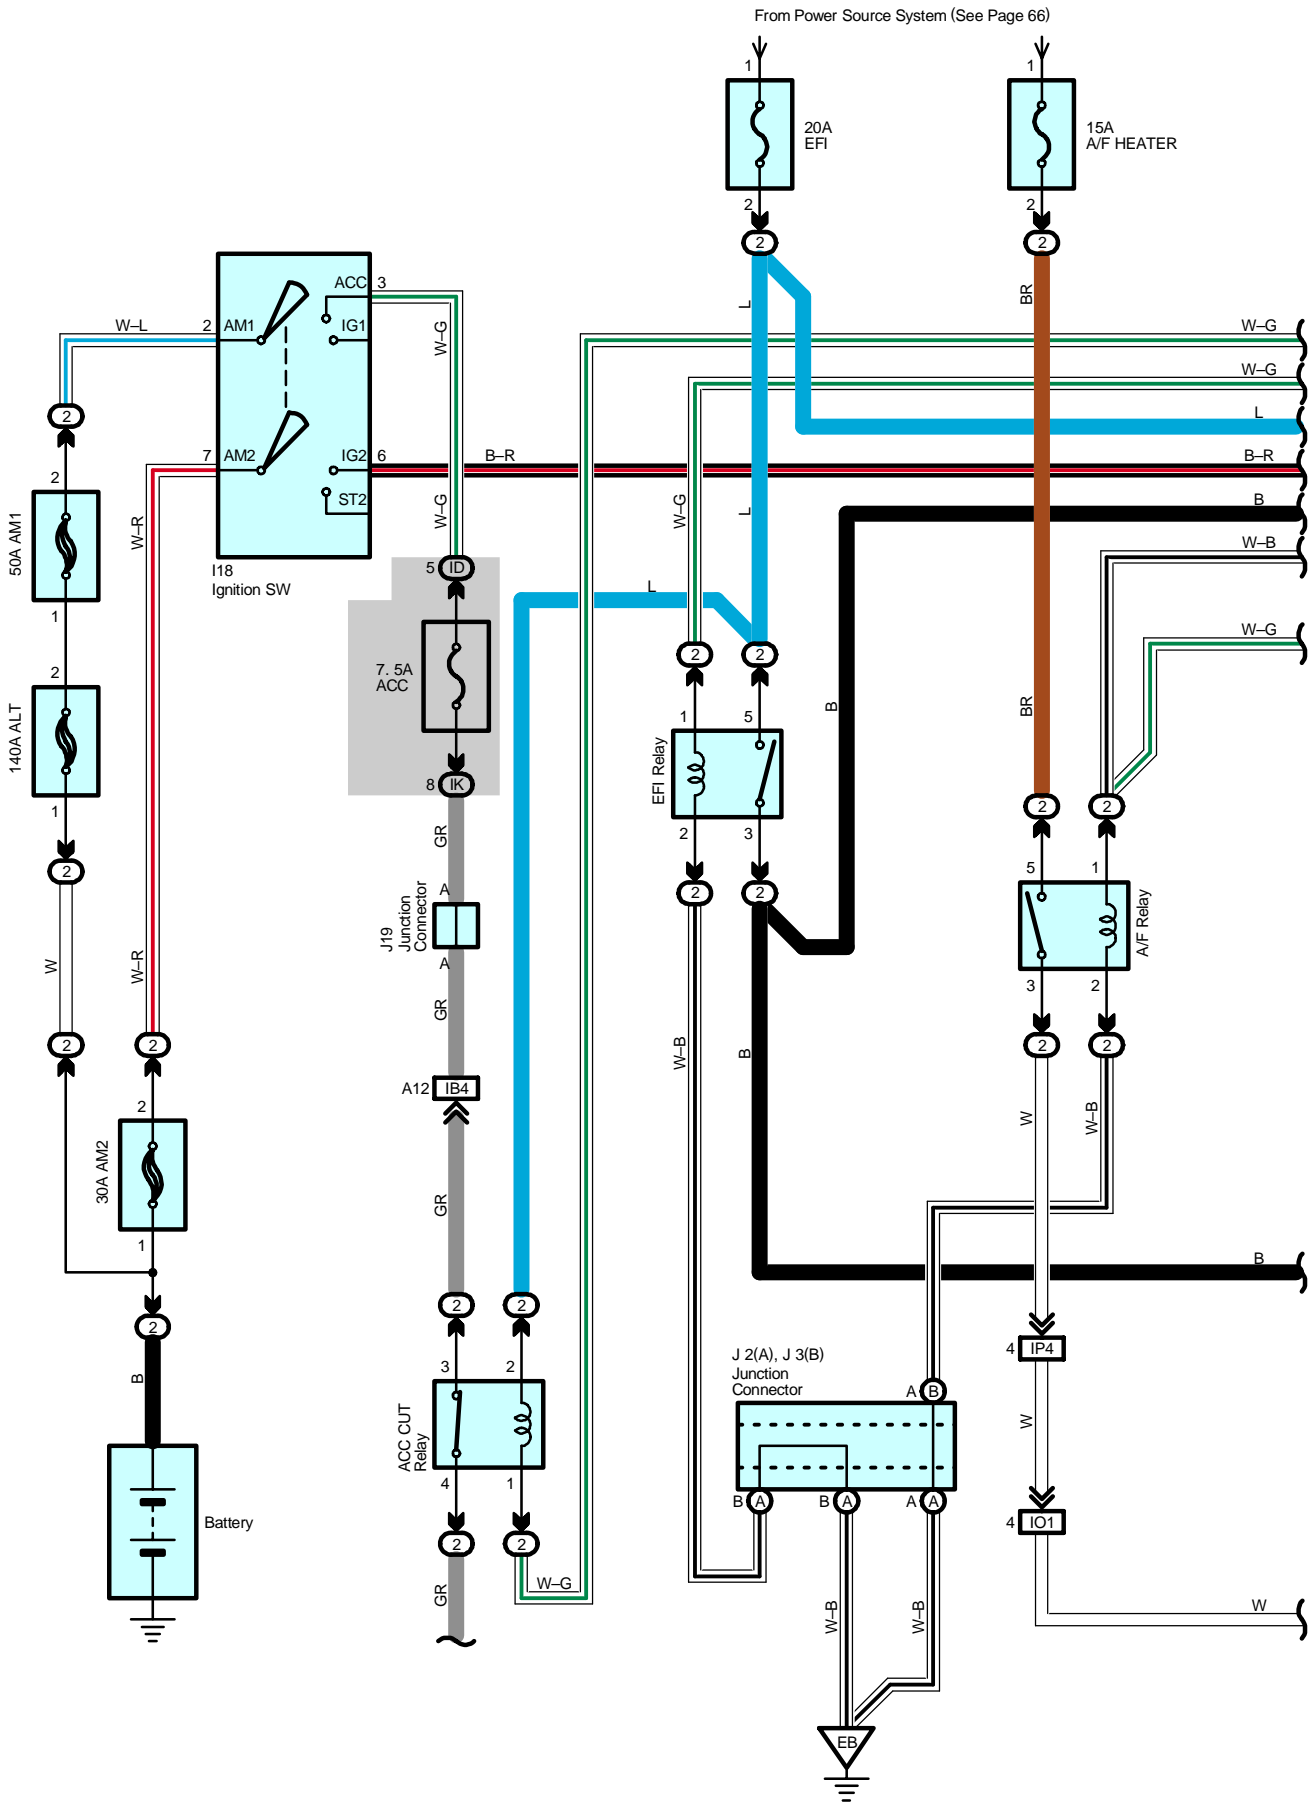 From Power Source System (See Page 66)
1
1
20A
EFI
15A
A/F HEATER
2
2
2
2
ACC
3
BR
L
W–L
2
AM1
IG1
W–G
W–G
W–G
L
2
7
AM2
IG2
6
B–R
B–R
2
ST2
W–G
W–G
L
B
50A AM1
W–R
W–B
I18
Ignition SW
5
ID
L
1
W–G
2
2
2
7. 5A
ACC
140A ALT
1
5
B
BR
EFI Relay
8
IK
2
2
1
2
3
GR
5
1
2
A
2
2
J19
Junction
Connector
A/F Relay
W
W–R
A
GR
3
2
2
2
W–B
B
2
2
A12
IB4
2
W
W–B
30A AM2
GR
1
B
2
2
2
4
IP4
J 2(A), J 3(B)
Junction
Connector
3
2
B
A
B
W
ACC CUT
Relay
4
1
B
A
B
A
A
A
Battery
4
IO1
2
2
W–G
GR
W–B
W–B
W
EB